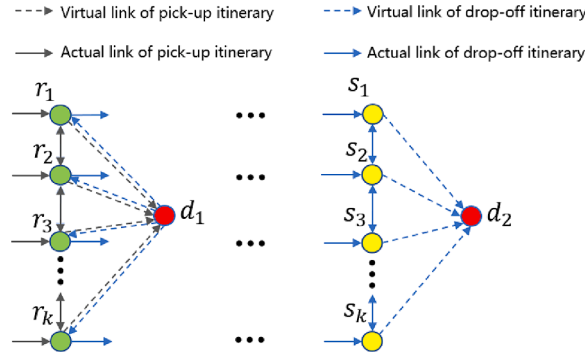 Virtual link of pick-up itinerary
Virtual link of drop-off itinerary
Actual link of pick-up itinerary
Actual link of drop-off itinerary
r₁
s₁
r₂
s₂
d₁
d₂
r₃
s₃
rₖ
sₖ